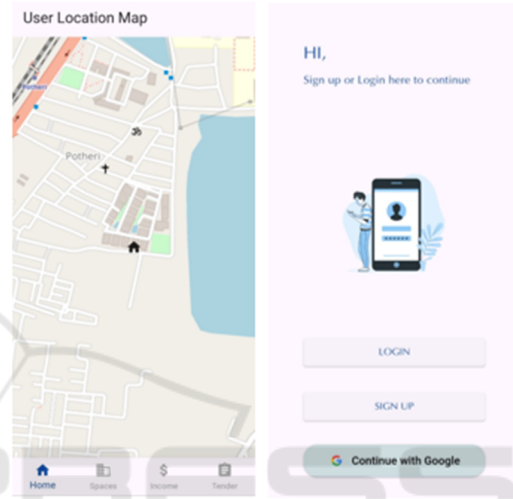 User Location Map
Potheri
Potheri
Home
Spaces
Income
Tender
HI,
Sign up or Login here to continue
LOGIN
SIGN UP
Continue with Google